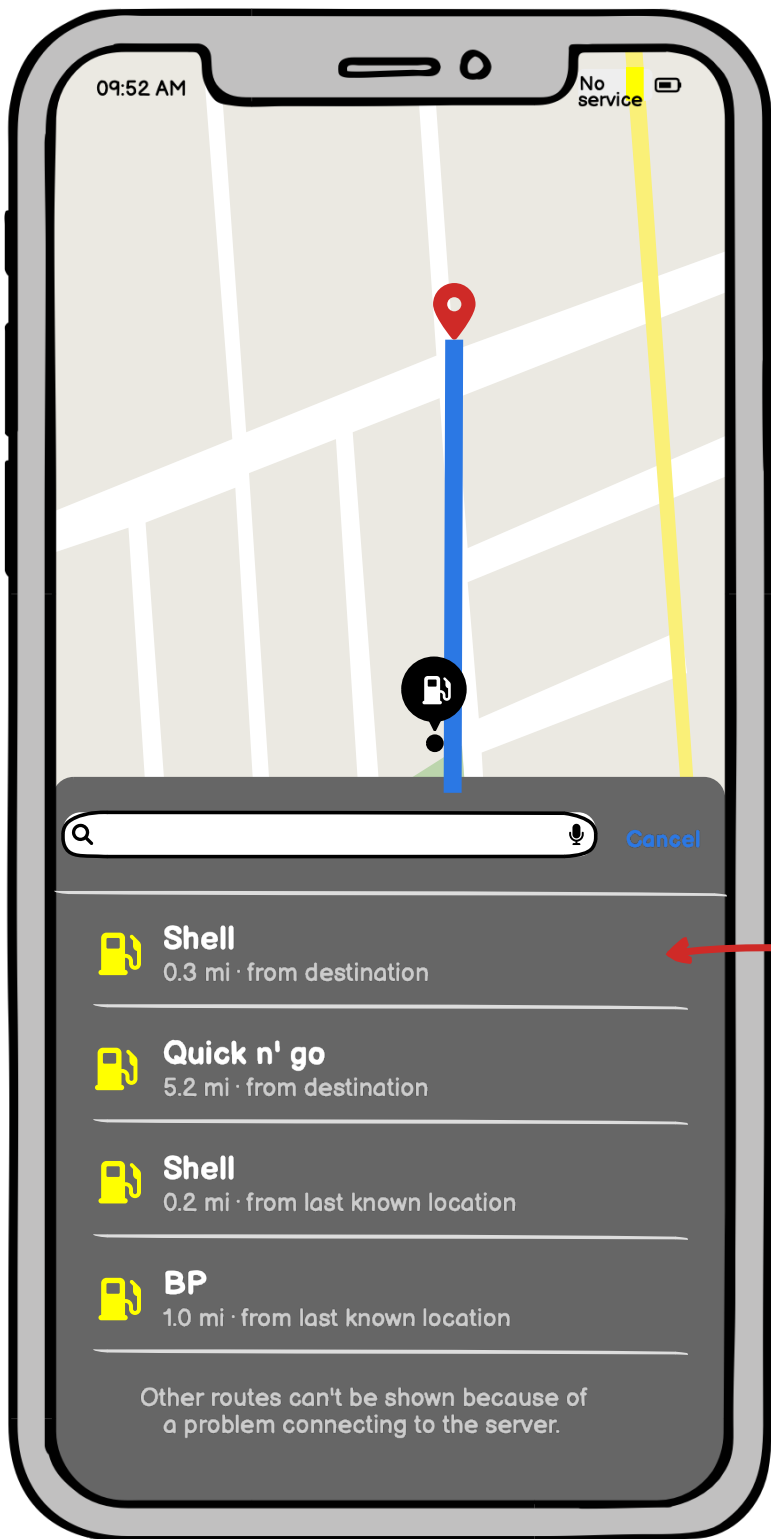 09:52 AM
No
service
Cancel
Shell
0.3 mi · from destination
Quick n' go
5.2 mi · from destination
Shell
0.2 mi · from last known location
BP
1.0 mi · from last known location
Other routes can't be shown because of
a problem connecting to the server.